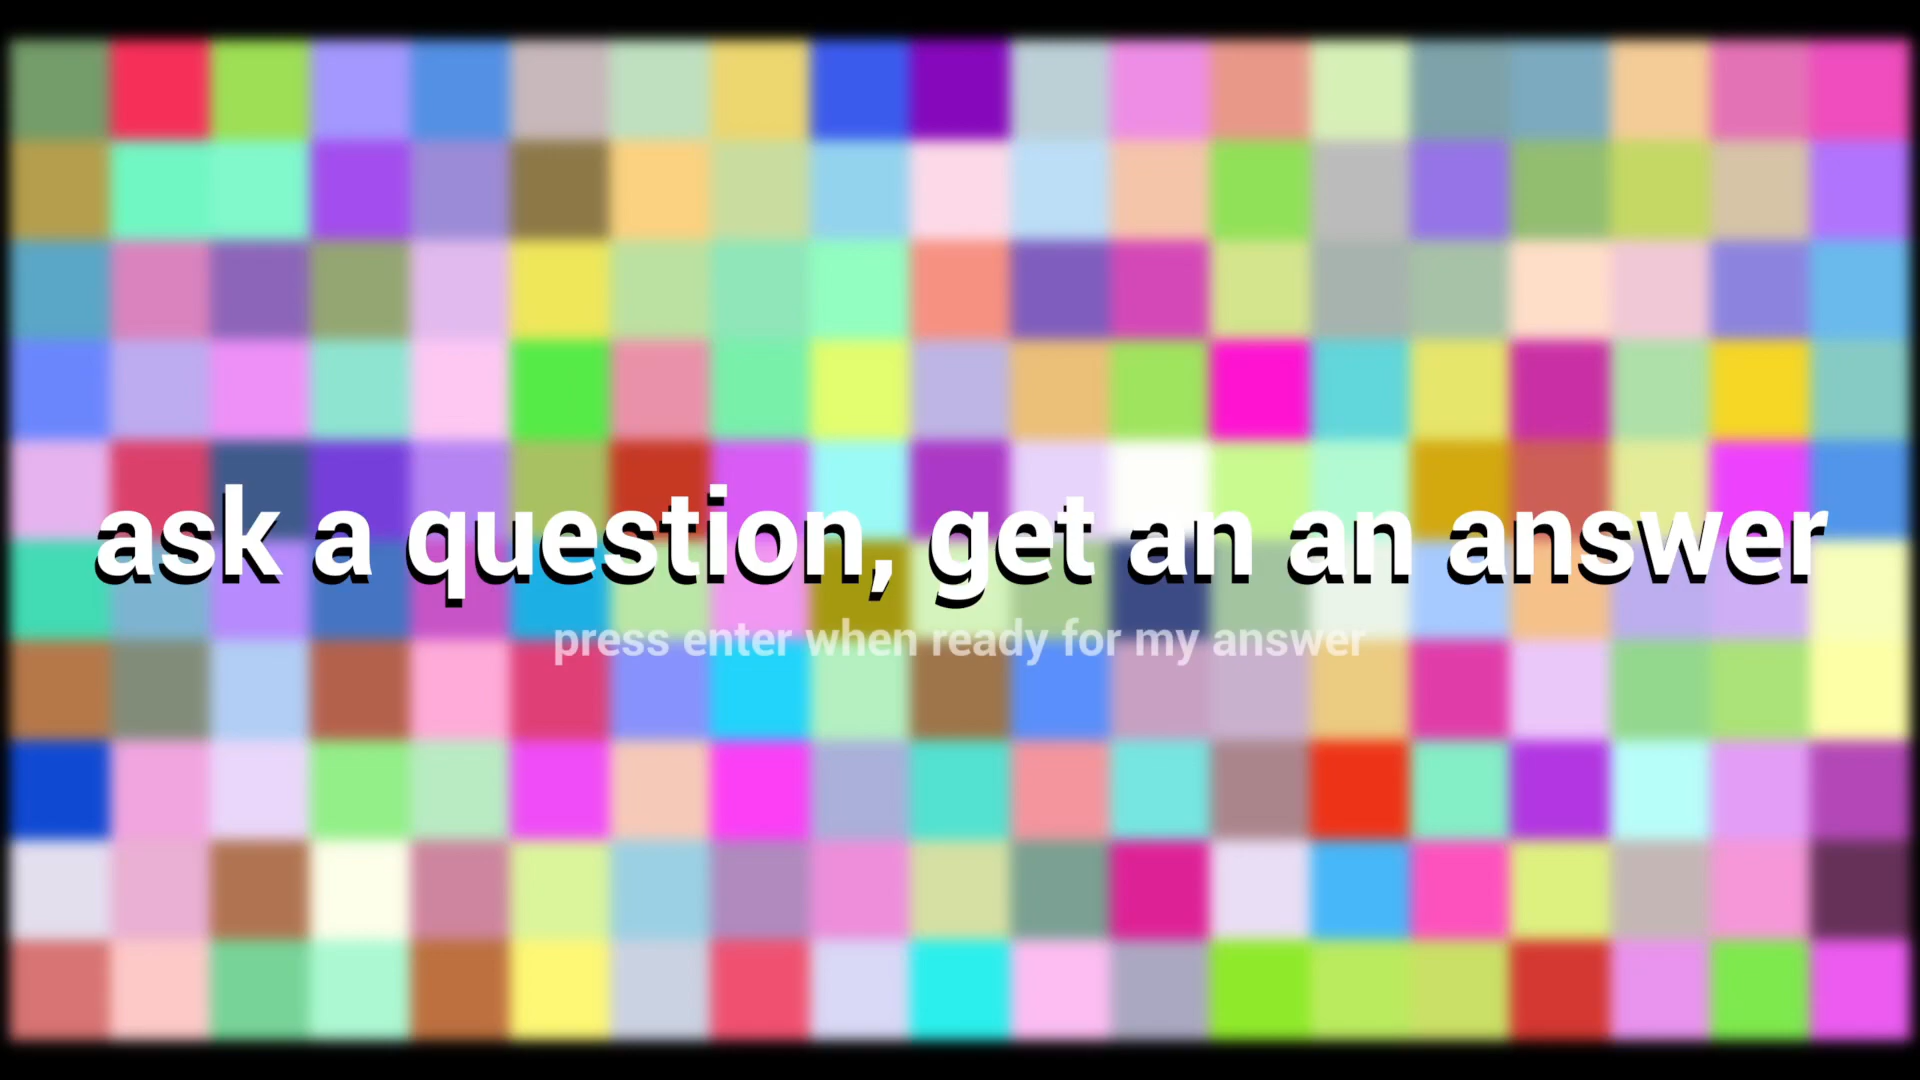 ask a question, get an an answer
press enter when ready for my answer